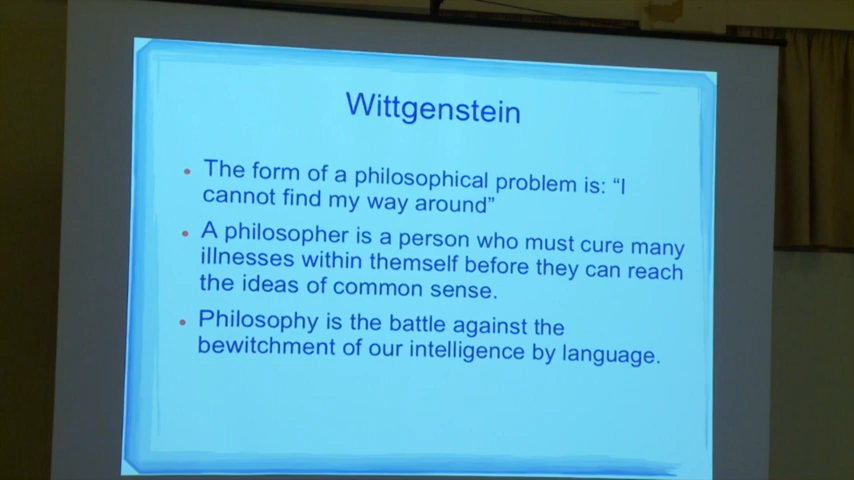 Wittgenstein
• The form of a philosophical problem is: “I
cannot find my way around”
• A philosopher is a person who must cure many
illnesses within themself before they can reach
the ideas of common sense.
• Philosophy is the battle against the
bewitchment of our intelligence by language.